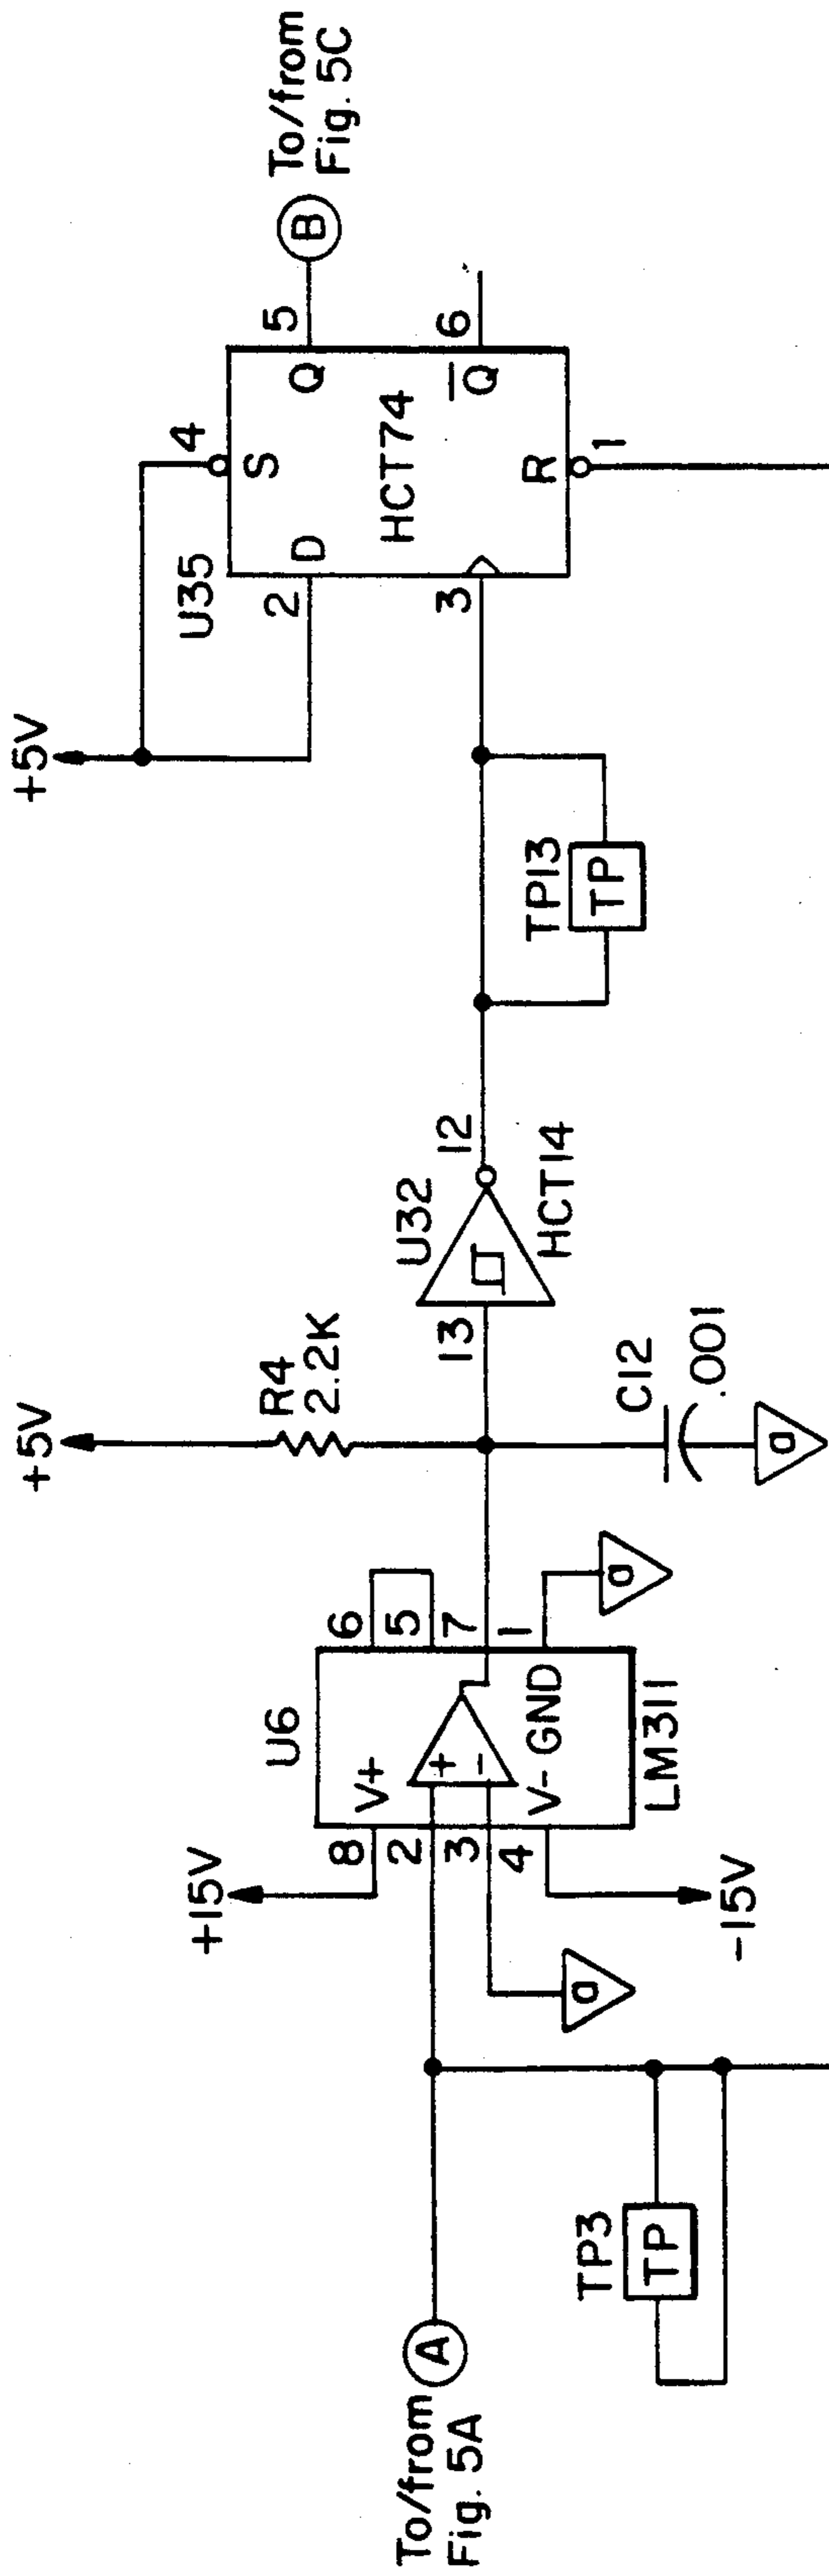 To/from
Fig. 5A
A
TP3
TP
a
+15V
-15V
8
2
3
4
U6
V+
+
-
V-
GND
LM311
6
5
7
1
a
+5V
R4
2.2K
C12
.001
a
13
U32
HCT14
12
TP13
TP
+5V
U35
2
3
4
D
S
HCT74
R
Q
Q̅
1
5
6
B
To/from
Fig. 5C